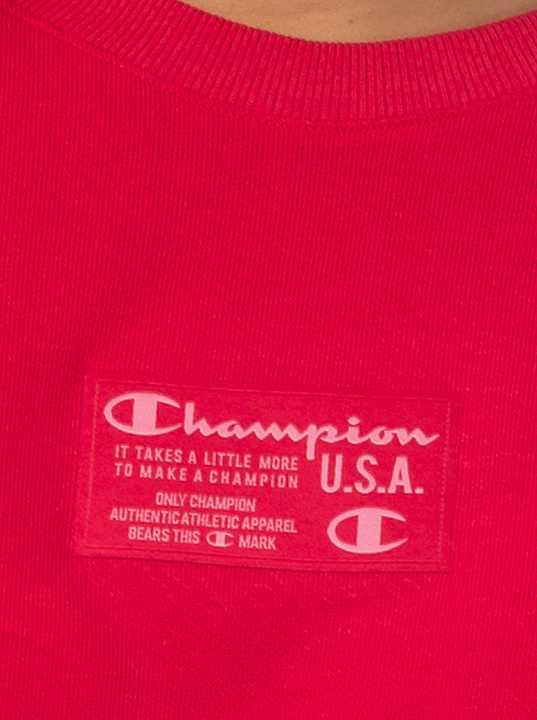 Champion
IT TAKES A LITTLE MORE
TO MAKE A CHAMPION
U.S.A.
ONLY CHAMPION
AUTHENTIC ATHLETIC APPAREL
BEARS THIS C MARK
C